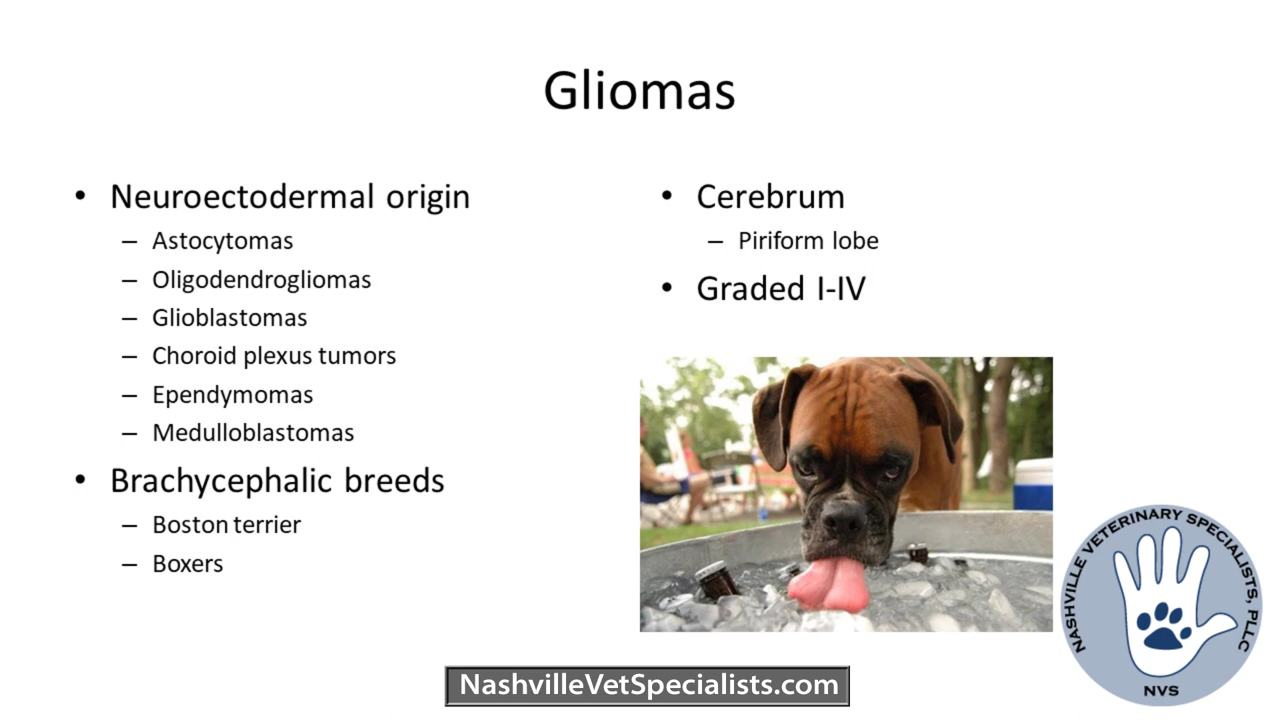 Gliomas
• Neuroectodermal origin
– Astocytomas
– Oligodendrogliomas
– Glioblastomas
– Choroid plexus tumors
– Ependymomas
– Medulloblastomas
• Brachycephalic breeds
– Boston terrier
– Boxers
• Cerebrum
– Piriform lobe
• Graded I-IV
NASHVILLE VETERINARY SPECIALISTS, PLLC
NVS
NashvilleVetSpecialists.com